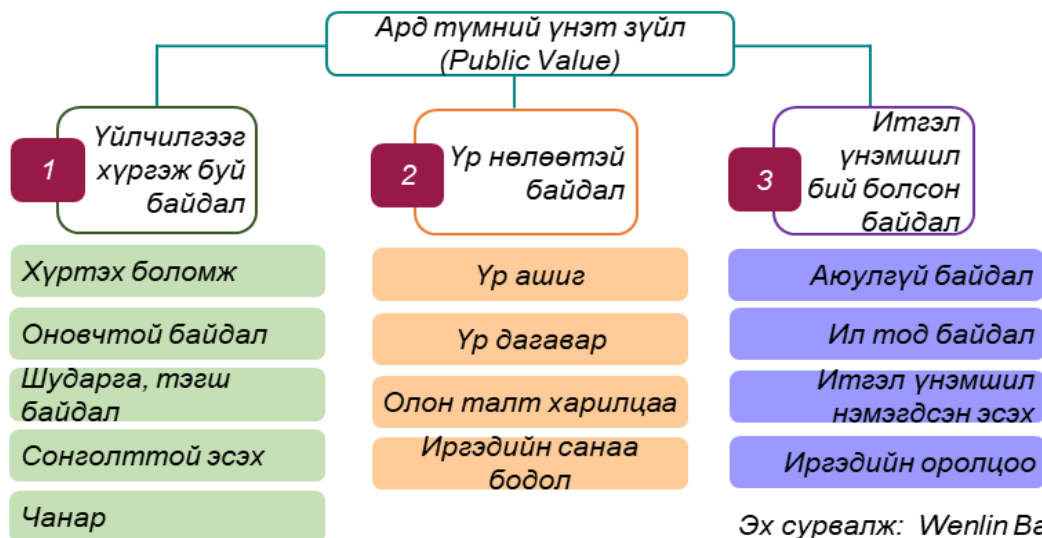 Ард түмний үнэт зүйл
(Public Value)
1
Үйлчилгээг
хүргэж буй
байдал
2
Үр нөлөөтэй
байдал
3
Итгэл
үнэмшил
бий болсон
байдал
Хүртэх боломж
Оновчтой байдал
Шударга, тэгш
байдал
Сонголттой эсэх
Чанар
Үр ашиг
Үр дагавар
Олон талт харилцаа
Иргэдийн санаа
бодол
Аюулгүй байдал
Ил тод байдал
Итгэл үнэмшил
нэмэгдсэн эсэх
Иргэдийн оролцоо
Эх сурвалж: Wenlin Ba